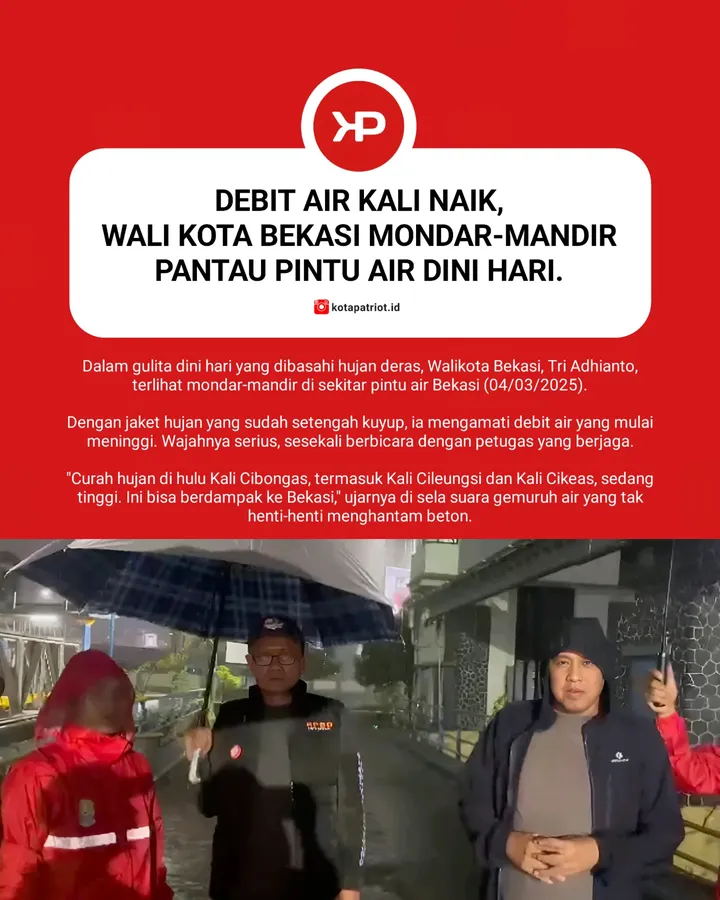 KP
DEBIT AIR KALI NAIK,
WALI KOTA BEKASI MONDAR-MANDIR
PANTAU PINTU AIR DINI HARI.
kotapatriot.id
Dalam gulita dini hari yang dibasahi hujan deras, Walikota Bekasi, Tri Adhianto,
terlihat mondar-mandir di sekitar pintu air Bekasi (04/03/2025).
Dengan jaket hujan yang sudah setengah kuyup, ia mengamati debit air yang mulai
meninggi. Wajahnya serius, sesekali berbicara dengan petugas yang berjaga.
"Curah hujan di hulu Kali Cibongas, termasuk Kali Cileungsi dan Kali Cikeas, sedang
tinggi. Ini bisa berdampak ke Bekasi," ujarnya di sela suara gemuruh air yang tak
henti-henti menghantam beton.